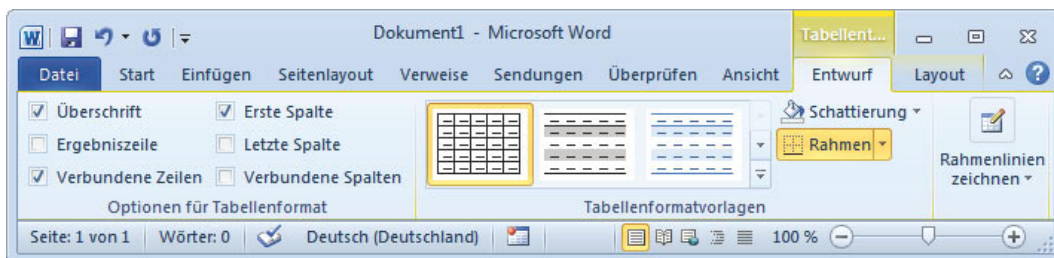 Dokument1 - Microsoft Word
Tabellent...
Datei Start Einfügen Seitenlayout Verweise Sendungen Überprüfen Ansicht Entwurf Layout
Überschrift Erste Spalte
Ergebniszeile Letzte Spalte
Verbundene Zeilen Verbundene Spalten
Optionen für Tabellenformat
Schattierung
Rahmen
Tabellenformatvorlagen
Rahmenlinien
zeichnen
Seite: 1 von 1 Wörter: 0 Deutsch (Deutschland) 100 %